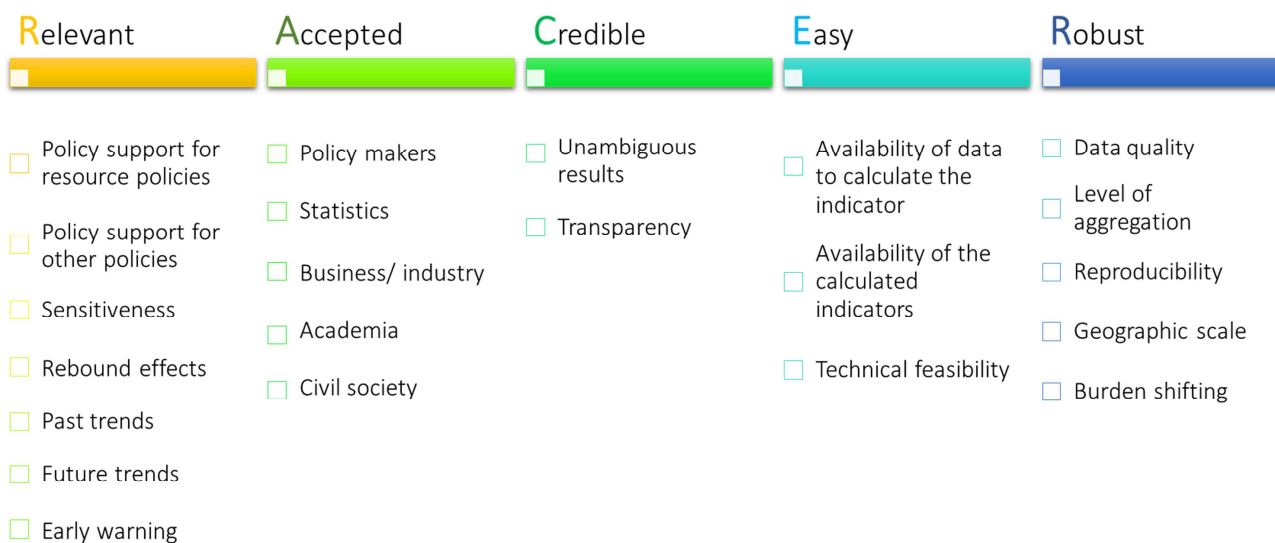 Relevant
Policy support for
resource policies
Policy support for
other policies
Sensitiveness
Rebound effects
Past trends
Future trends
Early warning
Accepted
Policy makers
Statistics
Business/ industry
Academia
Civil society
Credible
Unambiguous
results
Transparency
Easy
Availability of data
to calculate the
indicator
Availability of the
calculated
indicators
Technical feasibility
Robust
Data quality
Level of
aggregation
Reproducibility
Geographic scale
Burden shifting